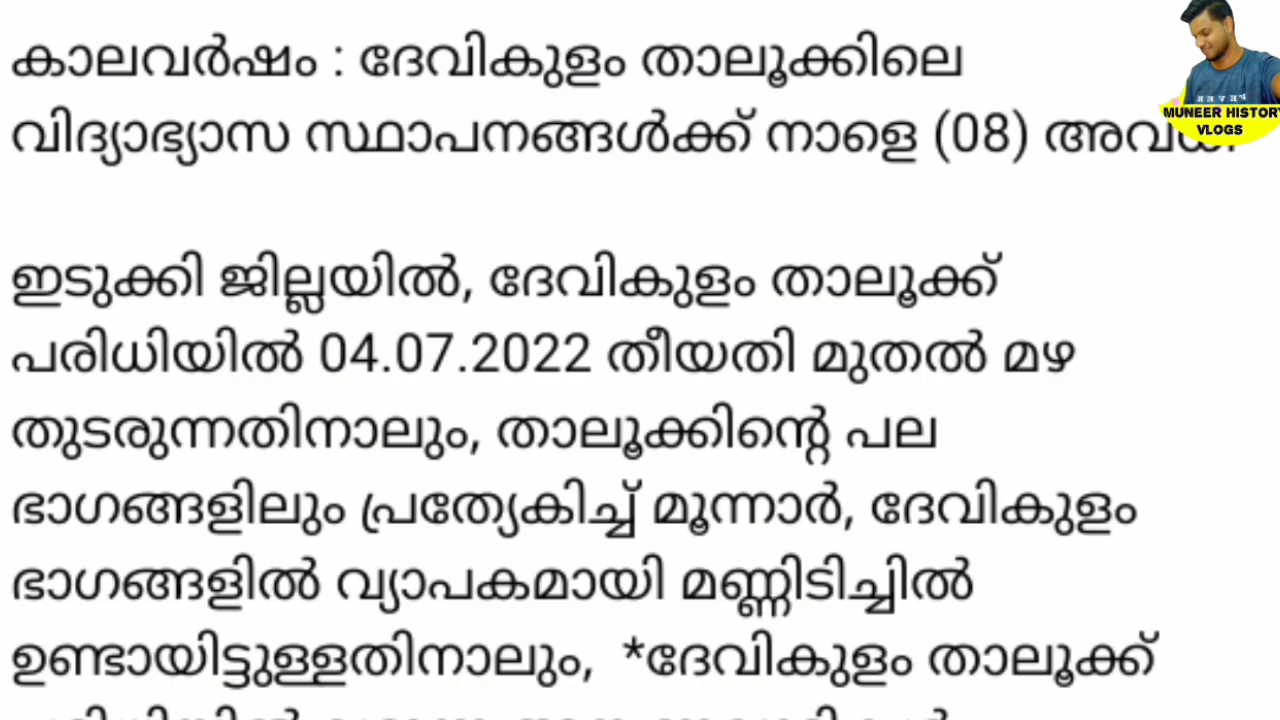 കാലവർഷം : ദേവികുളം താലൂക്കിലെ
വിദ്യാഭ്യാസ സ്ഥാപനങ്ങൾക്ക് നാളെ (08) അവധി
ഇടുക്കി ജില്ലയിൽ, ദേവികുളം താലൂക്ക്
പരിധിയിൽ 04.07.2022 തീയതി മുതൽ മഴ
തുടരുന്നതിനാലും, താലൂക്കിന്റെ പല
ഭാഗങ്ങളിലും പ്രത്യേകിച്ച് മൂന്നാർ, ദേവികുളം
ഭാഗങ്ങളിൽ വ്യാപകമായി മണ്ണിടിച്ചിൽ
ഉണ്ടായിട്ടുള്ളതിനാലും, *ദേവികുളം താലൂക്ക്
MUNEER HISTORY
VLOGS